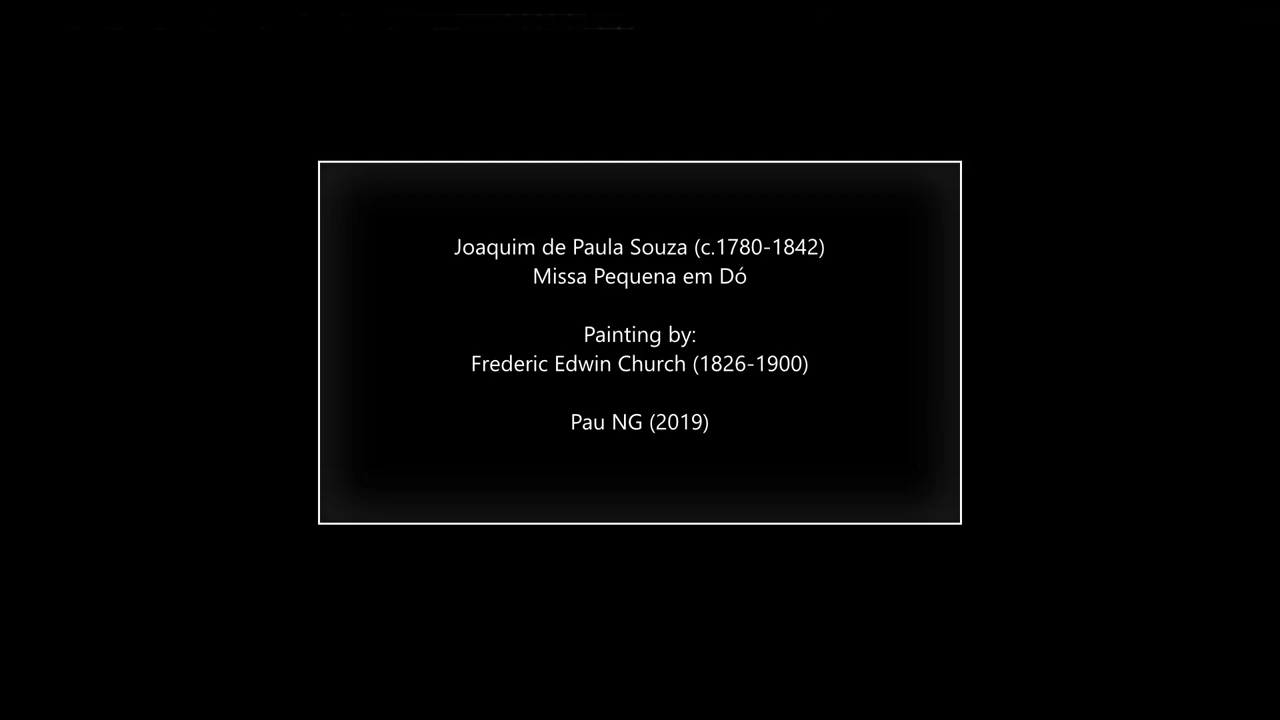 Joaquim de Paula Souza (c.1780-1842)
Missa Pequena em Dó
Painting by:
Frederic Edwin Church (1826-1900)
Pau NG (2019)